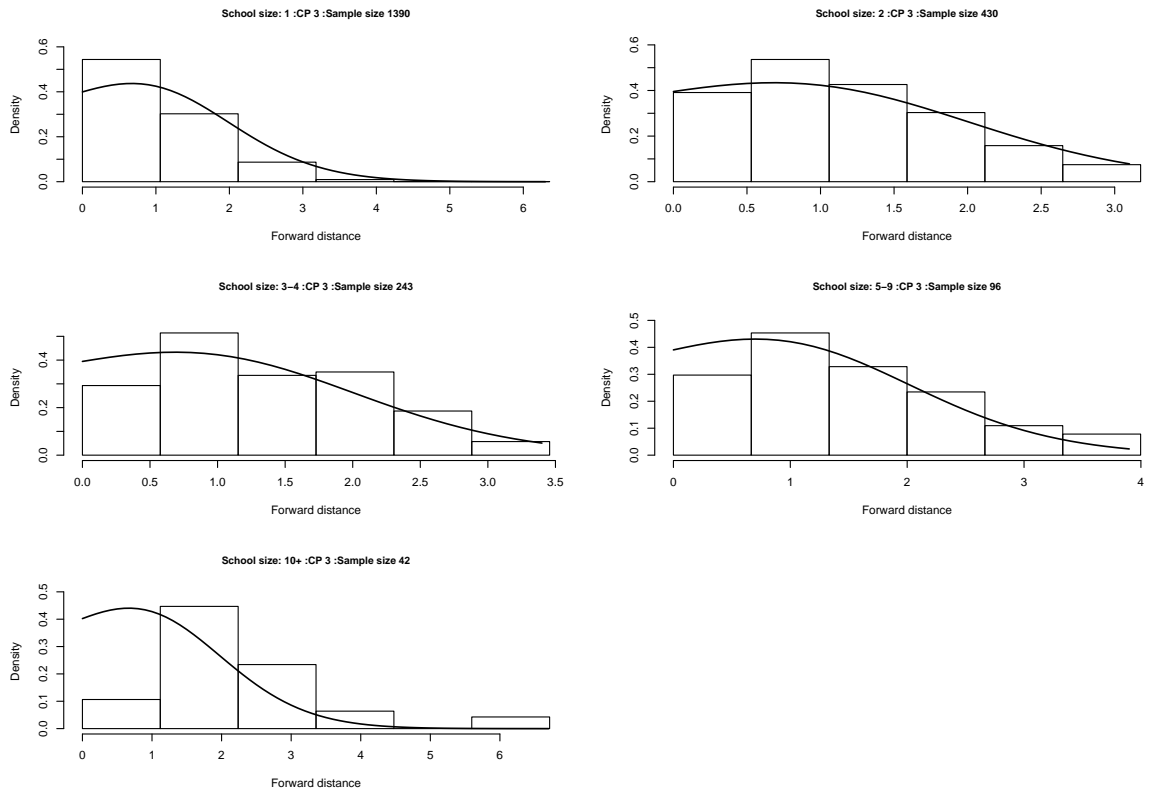 School size: 1 :CP 3 :Sample size 1390
Density
0.0 0.2 0.4 0.6
0 1 2 3 4 5 6
Forward distance
School size: 2 :CP 3 :Sample size 430
Density
0.0 0.2 0.4 0.6
0.0 0.5 1.0 1.5 2.0 2.5 3.0
Forward distance
School size: 3−4 :CP 3 :Sample size 243
Density
0.0 0.2 0.4
0.0 0.5 1.0 1.5 2.0 2.5 3.0 3.5
Forward distance
School size: 5−9 :CP 3 :Sample size 96
Density
0.0 0.1 0.2 0.3 0.4 0.5
0 1 2 3 4
Forward distance
School size: 10+ :CP 3 :Sample size 42
Density
0.0 0.1 0.2 0.3 0.4 0.5
0 1 2 3 4 5 6
Forward distance